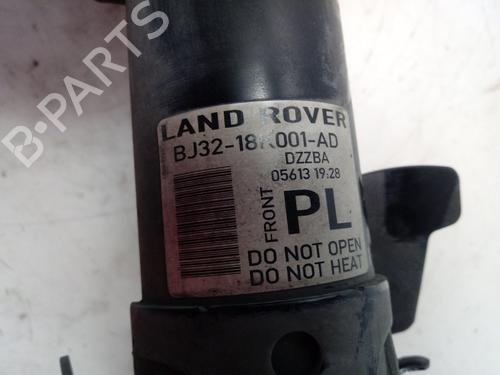 B-PARTS
LAND ROVER
BJ32-18K001-AD
DZZBA
05613 19:28
FRONT
PL
DO NOT OPEN
DO NOT HEAT